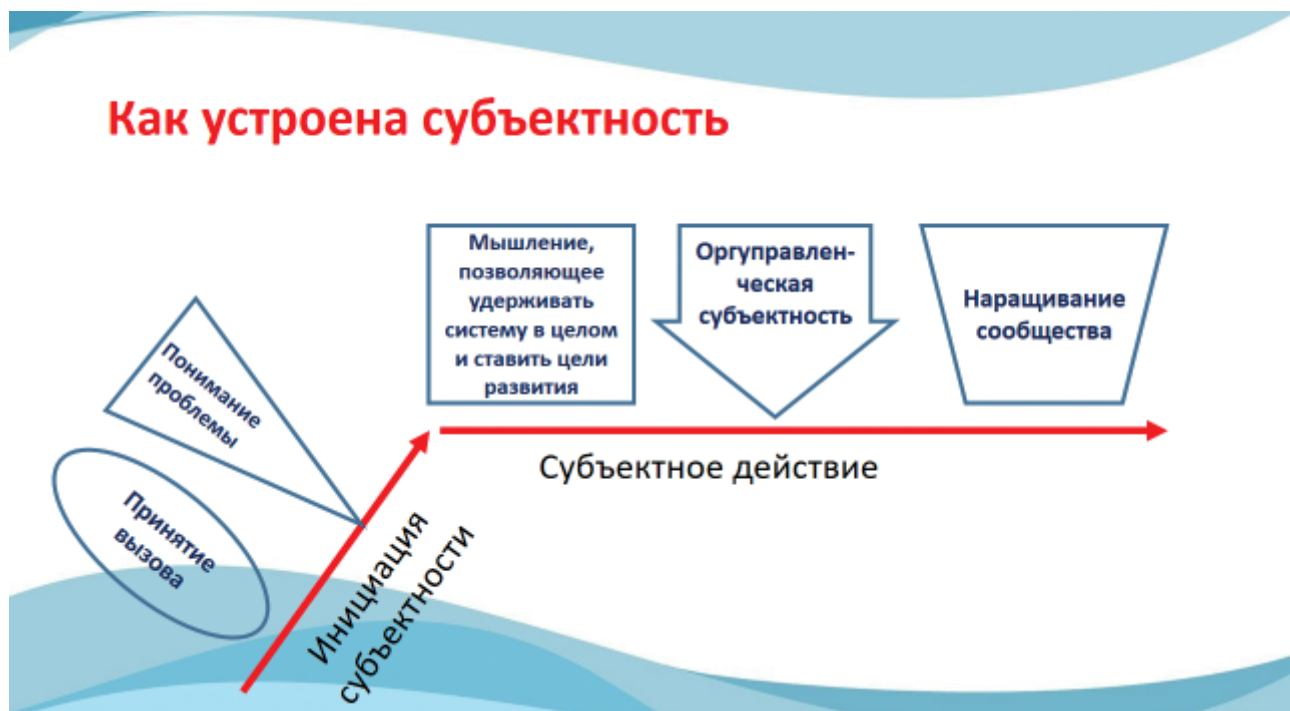 Как устроена субъектность
Мышление,
позволяющее
удерживать
систему в целом
и ставить цели
развития
Оргуправлен-
ческая
субъектность
Наращивание
сообщества
Понимание
проблемы
Принятие
вызова
Инициация
субъектности
Субъектное действие